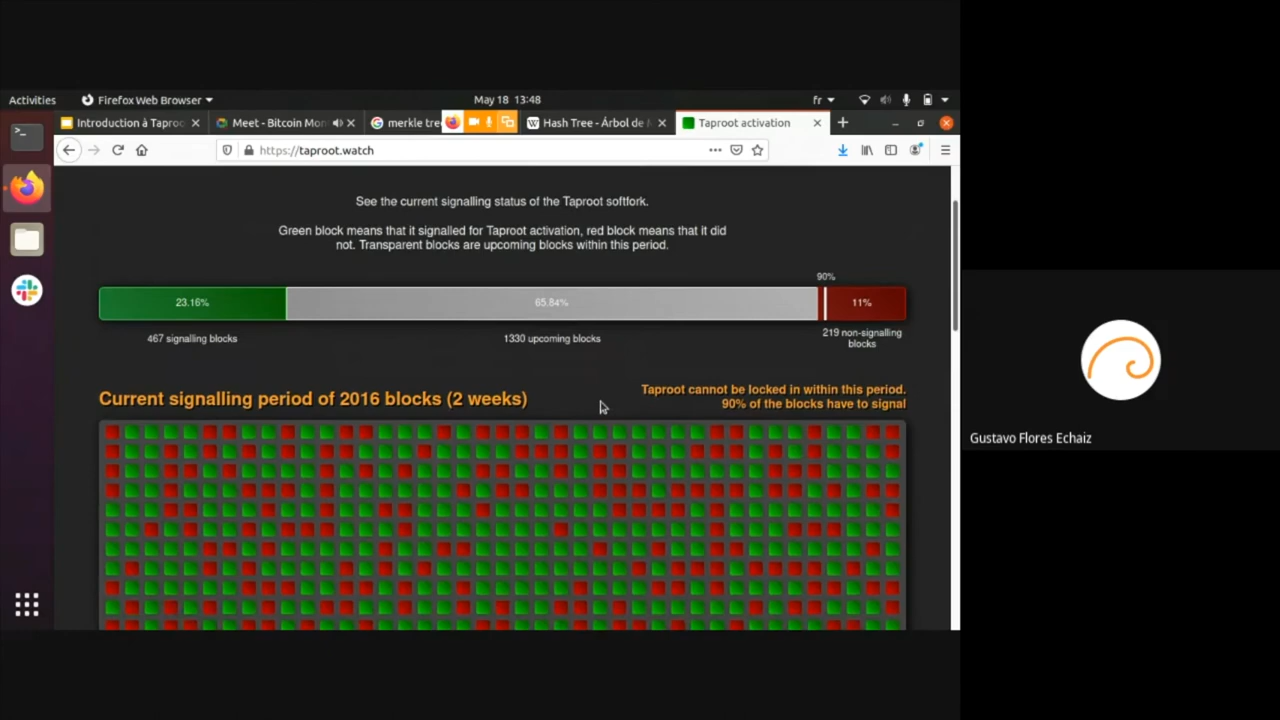 Activities
Firefox Web Browser
May 18 13:48
fr
Introduction à Taproo
Meet - Bitcoin Mon
merkle tre
Hash Tree - Árbol de
Taproot activation
https://taproot.watch
See the current signalling status of the Taproot softfork.
Green block means that it signalled for Taproot activation, red block means that it did
not. Transparent blocks are upcoming blocks within this period.
90%
23.16%
65.84%
11%
467 signalling blocks
1330 upcoming blocks
219 non-signalling
blocks
Current signalling period of 2016 blocks (2 weeks)
Taproot cannot be locked in within this period.
90% of the blocks have to signal
Gustavo Flores Echaiz